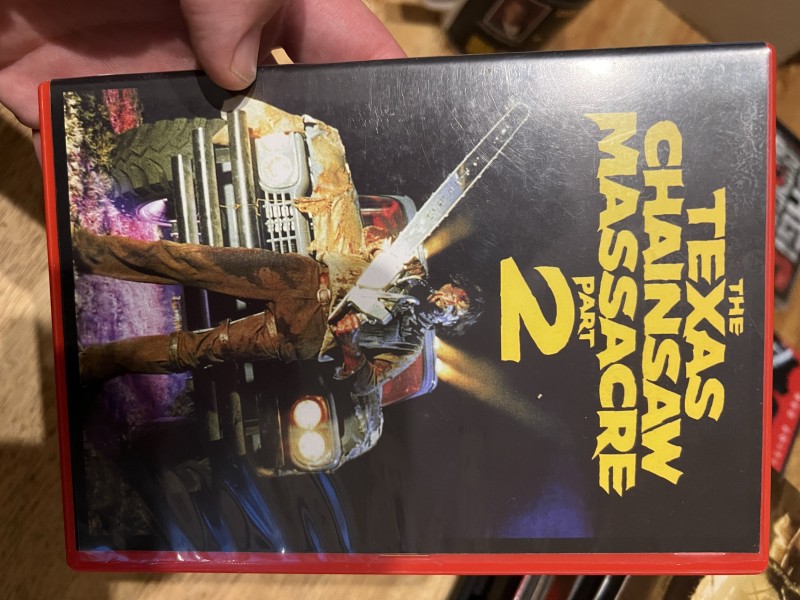 THE
TEXAS
CHAINSAW
MASSACRE
PART
2